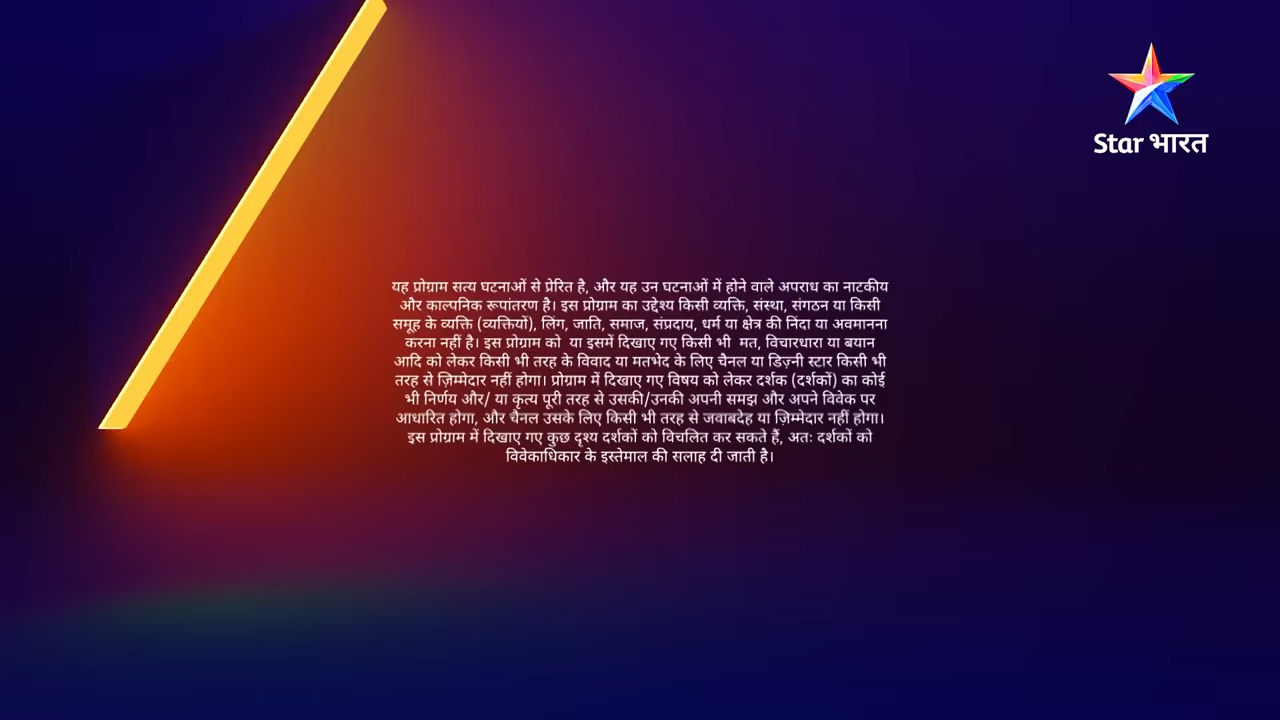 Star भारत
यह प्रोग्राम सत्य घटनाओं से प्रेरित है, और यह उन घटनाओं में होने वाले अपराध का नाटकीय
और काल्पनिक रूपांतरण है। इस प्रोग्राम का उद्देश्य किसी व्यक्ति, संस्था, संगठन या किसी
समूह के व्यक्ति (व्यक्तियों), लिंग, जाति, समाज, संप्रदाय, धर्म या क्षेत्र की निंदा या अवमानना
करना नहीं है। इस प्रोग्राम को या इसमें दिखाए गए किसी भी मत, विचारधारा या बयान
आदि को लेकर किसी भी तरह के विवाद या मतभेद के लिए चैनल या डिज़्नी स्टार किसी भी
तरह से ज़िम्मेदार नहीं होगा। प्रोग्राम में दिखाए गए विषय को लेकर दर्शक (दर्शकों) का कोई
भी निर्णय और/ या कृत्य पूरी तरह से उसकी/उनकी अपनी समझ और अपने विवेक पर
आधारित होगा, और चैनल उसके लिए किसी भी तरह से जवाबदेह या ज़िम्मेदार नहीं होगा।
इस प्रोग्राम में दिखाए गए कुछ दृश्य दर्शकों को विचलित कर सकते हैं, अतः दर्शकों को
विवेकाधिकार के इस्तेमाल की सलाह दी जाती है।